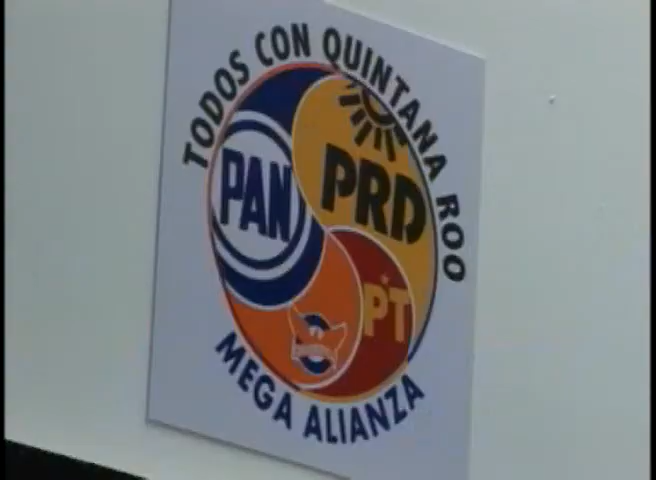 TODOS CON QUINTANA ROO
PAN
PRD
PT
MEGA ALIANZA